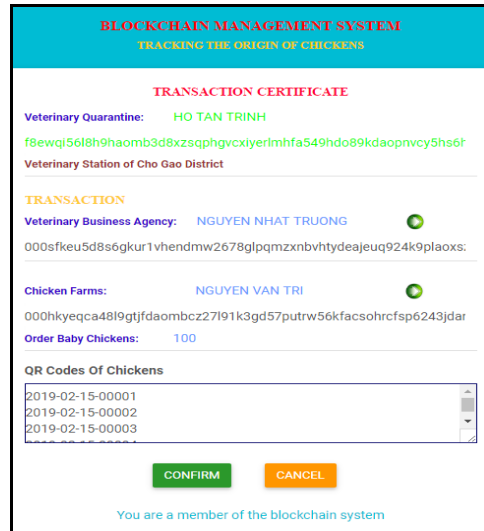 BLOCKCHAIN MANAGEMENT SYSTEM
TRACKING THE ORIGIN OF CHICKENS
TRANSACTION CERTIFICATE
Veterinary Quarantine: HO TAN TRINH
f8ewqi56l8h9haomb3d8xzsqphgvcxiyerlmhfa549hdo89kdaopnvcy5hs6h
Veterinary Station of Cho Gao District
TRANSACTION
Veterinary Business Agency: NGUYEN NHAT TRUONG
000sfkeu5d8s6gkur1vhendmw2678glpqmzxnbvhtydeajeuq924k9plaoxs
Chicken Farms: NGUYEN VAN TRI
000hkyeqca48l9gtjfdaombcz27l91k3gd57putrw56kfacsohrcfsp6243jdar
Order Baby Chickens: 100
QR Codes Of Chickens
2019-02-15-00001
2019-02-15-00002
2019-02-15-00003
CONFIRM CANCEL
You are a member of the blockchain system